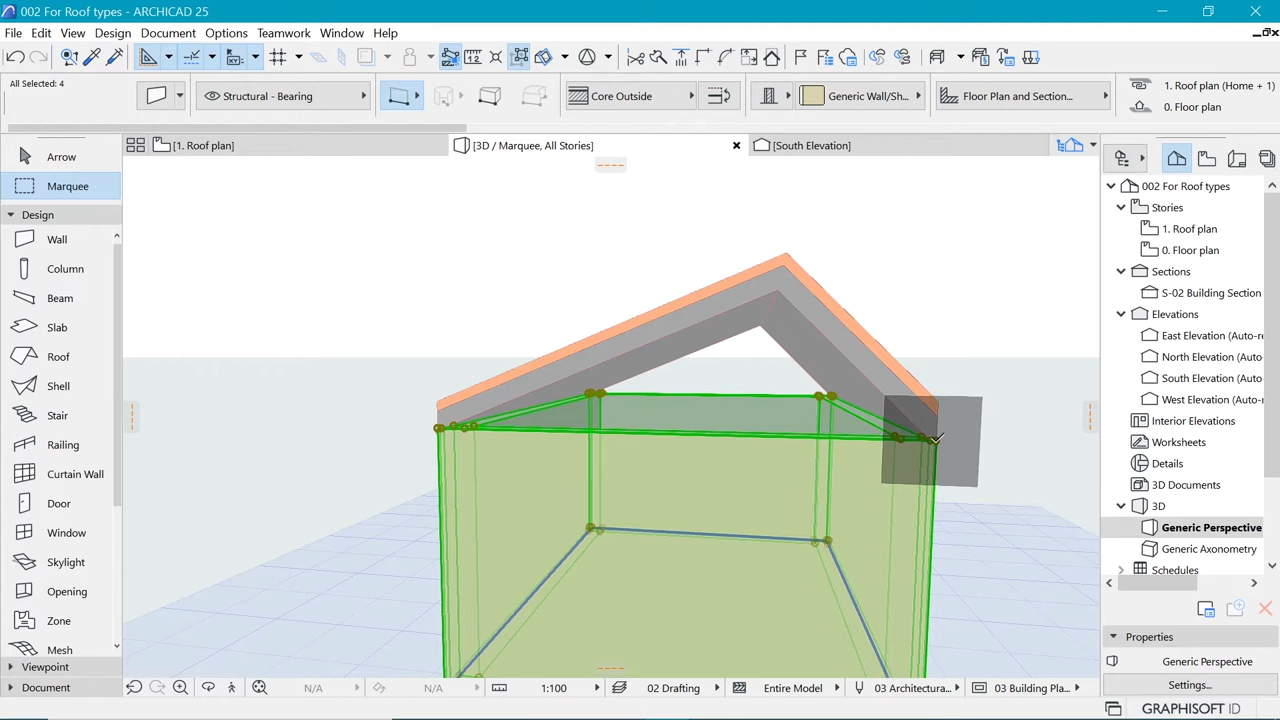 002 For Roof types - ARCHICAD 25
File Edit View Design Document Options Teamwork Window Help
All Selected: 4
Structural - Bearing
Core Outside
Generic Wall/Sh...
Floor Plan and Section...
1. Roof plan (Home + 1)
0. Floor plan
[1. Roof plan]
[3D / Marquee, All Stories]
[South Elevation]
Arrow
Marquee
Design
Wall
Column
Beam
Slab
Roof
Shell
Stair
Railing
Curtain Wall
Door
Window
Skylight
Opening
Zone
Mesh
Viewpoint
Document
002 For Roof types
Stories
1. Roof plan
0. Floor plan
Sections
S-02 Building Section
Elevations
East Elevation (Auto-re
North Elevation (Auto
South Elevation (Auto
West Elevation (Auto-
Interior Elevations
Worksheets
Details
3D Documents
3D
Generic Perspective
Generic Axonometry
Schedules
Properties
Generic Perspective
Settings...
N/A
N/A
1:100
02 Drafting
Entire Model
03 Architectura...
03 Building Pla...
GRAPHISOFT ID